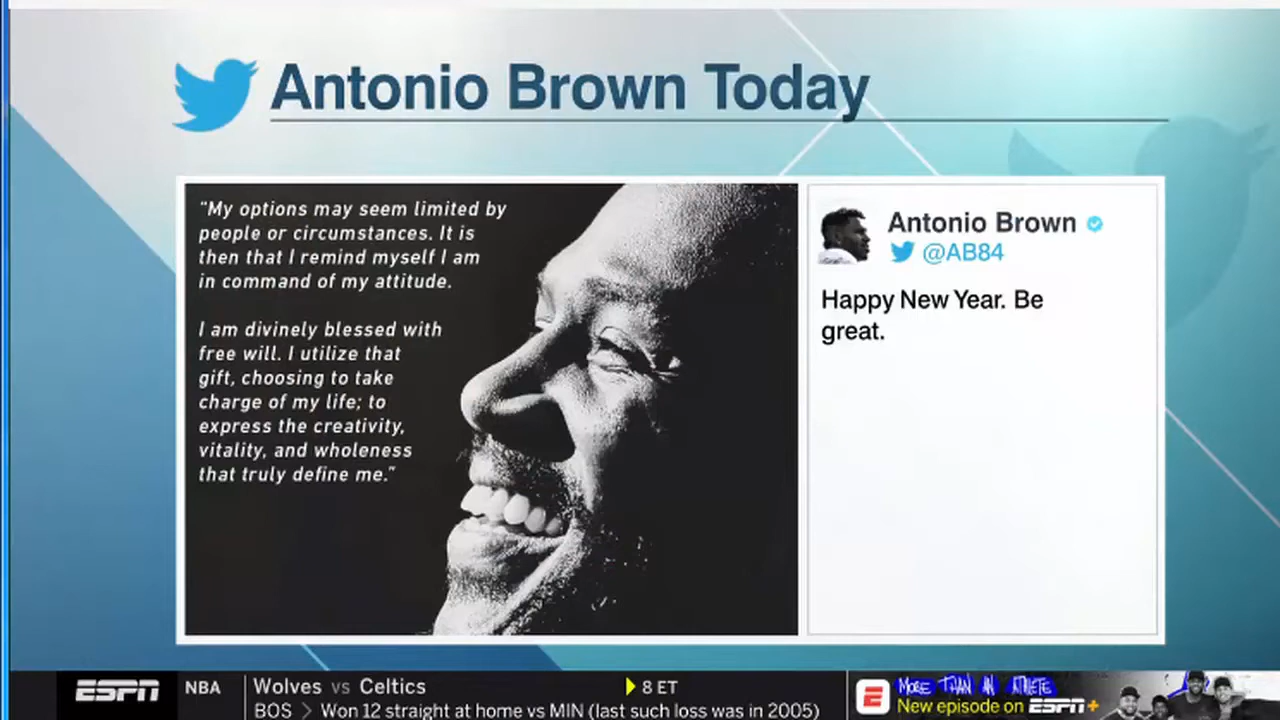 Antonio Brown Today
“My options may seem limited by
people or circumstances. It is
then that I remind myself I am
in command of my attitude.
I am divinely blessed with
free will. I utilize that
gift, choosing to take
charge of my life; to
express the creativity,
vitality, and wholeness
that truly define me.”
Antonio Brown
@AB84
Happy New Year. Be
great.
ESPN NBA Wolves vs Celtics 8 ET
BOS > Won 12 straight at home vs MIN (last such loss was in 2005)
E MORE THAN AN ATHLETE
New episode on ESPN+